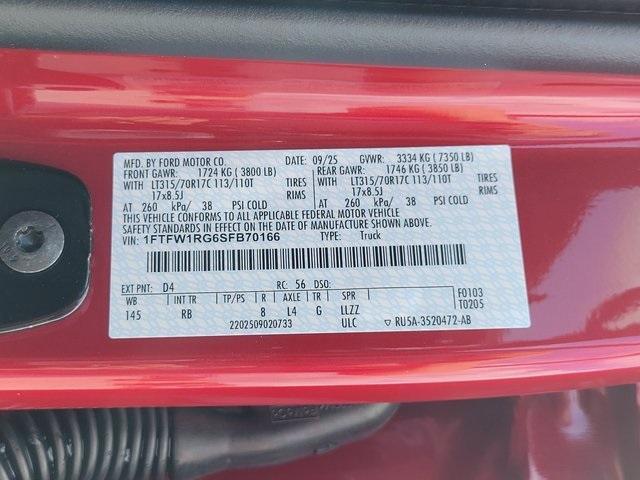 MFD. BY FORD MOTOR CO. DATE: 09/25 GVWR: 3334 KG (7350 LB)
FRONT GAWR: 1724 KG (3800 LB) REAR GAWR: 1746 KG (3850 LB)
WITH LT315/70R17C 113/110T TIRES WITH LT315/70R17C 113/110T TIRES
17x8.5J RIMS 17x8.5J RIMS
AT 260 kPa/ 38 PSI COLD AT 260 kPa/ 38 PSI COLD
THIS VEHICLE CONFORMS TO ALL APPLICABLE FEDERAL MOTOR VEHICLE
SAFETY STANDARDS IN EFFECT ON THE DATE OF MANUFACTURE SHOWN ABOVE.
VIN: 1FTFW1RG6SFB70166 TYPE: Truck
EXT PNT: D4 RC: 56 DSO: F0103
WB INT TR TP/PS R AXLE TR SPR T0205
145 RB 8 L4 G LLZZ
2202509020733 ULC ▽ RU5A-3520472-AB